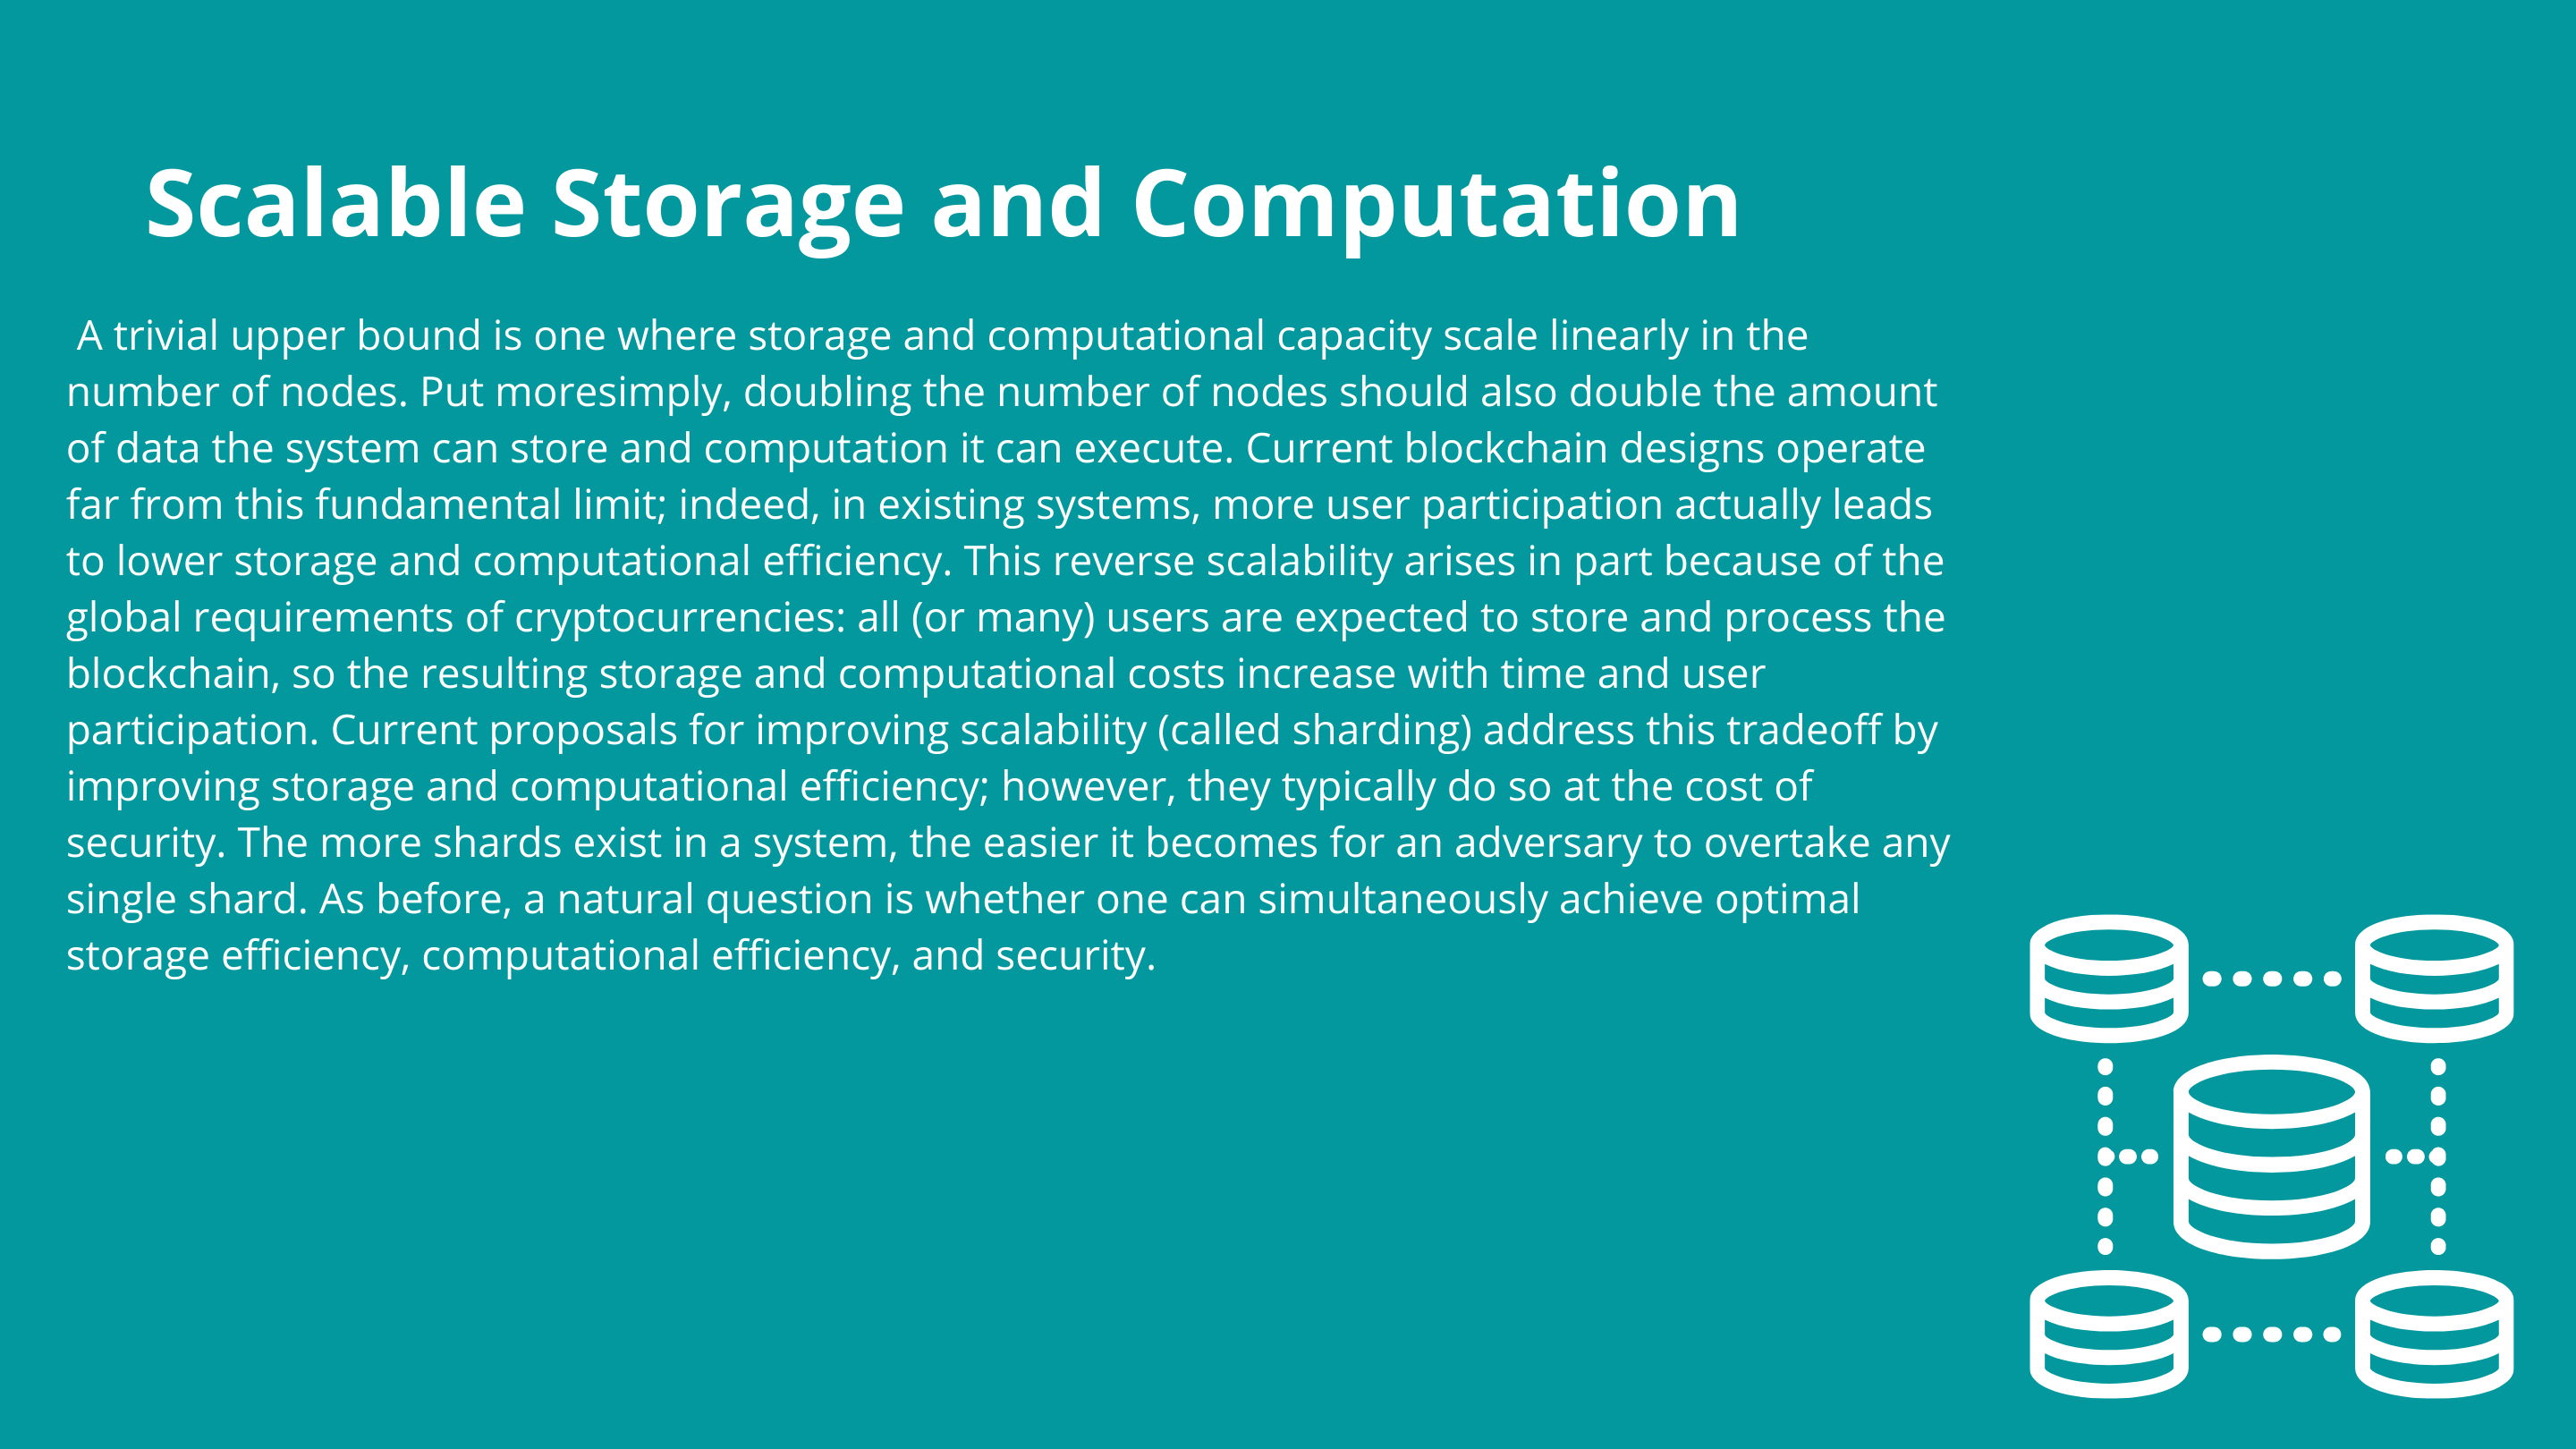 Scalable Storage and Computation
A trivial upper bound is one where storage and computational capacity scale linearly in the
number of nodes. Put moresimply, doubling the number of nodes should also double the amount
of data the system can store and computation it can execute. Current blockchain designs operate
far from this fundamental limit; indeed, in existing systems, more user participation actually leads
to lower storage and computational efficiency. This reverse scalability arises in part because of the
global requirements of cryptocurrencies: all (or many) users are expected to store and process the
blockchain, so the resulting storage and computational costs increase with time and user
participation. Current proposals for improving scalability (called sharding) address this tradeoff by
improving storage and computational efficiency; however, they typically do so at the cost of
security. The more shards exist in a system, the easier it becomes for an adversary to overtake any
single shard. As before, a natural question is whether one can simultaneously achieve optimal
storage efficiency, computational efficiency, and security.